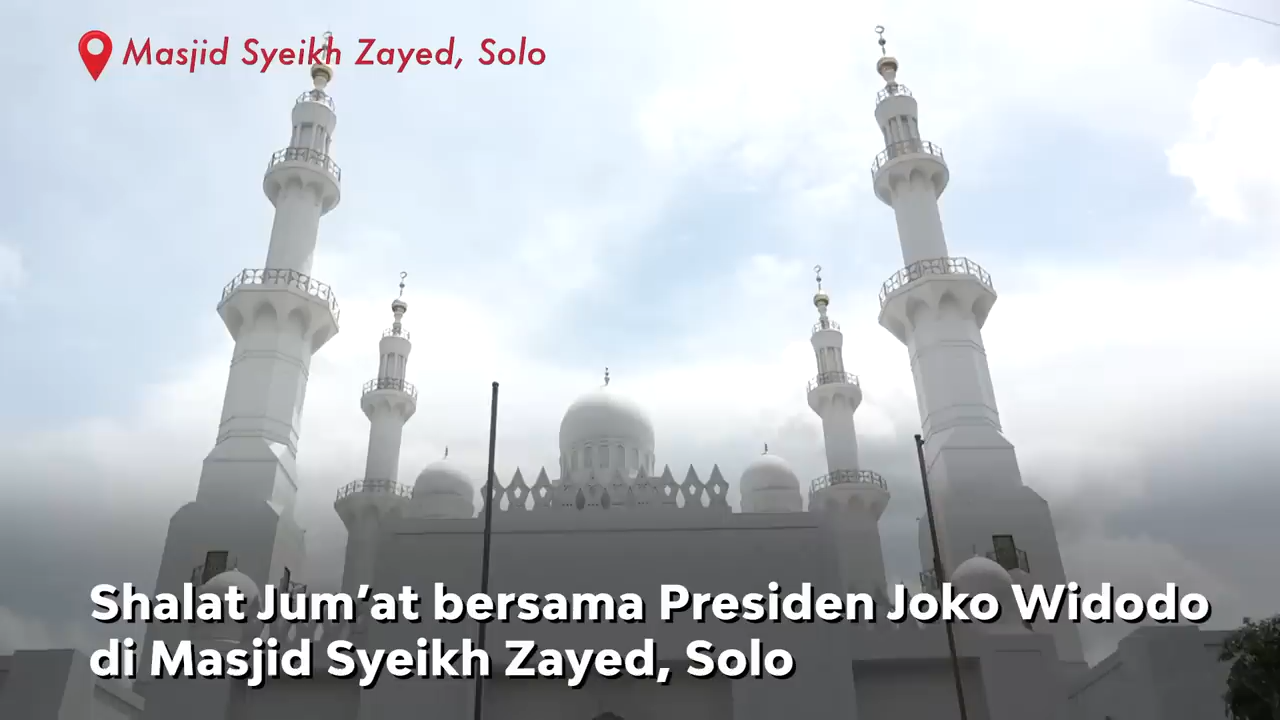 Masjid Syeikh Zayed, Solo
Shalat Jum’at bersama Presiden Joko Widodo
di Masjid Syeikh Zayed, Solo